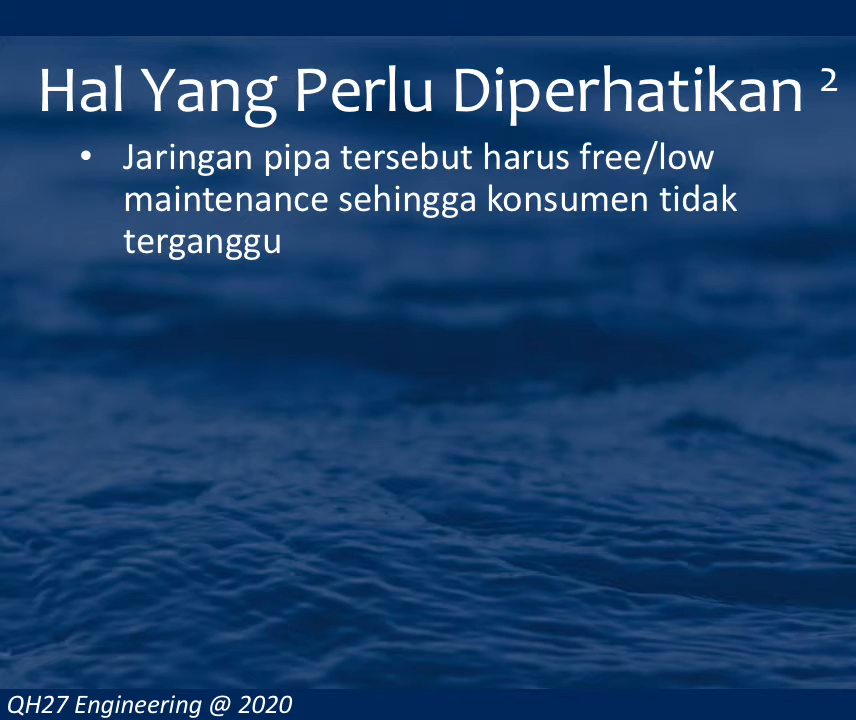 Hal Yang Perlu Diperhatikan ²
• Jaringan pipa tersebut harus free/low
maintenance sehingga konsumen tidak
terganggu
QH27 Engineering @ 2020